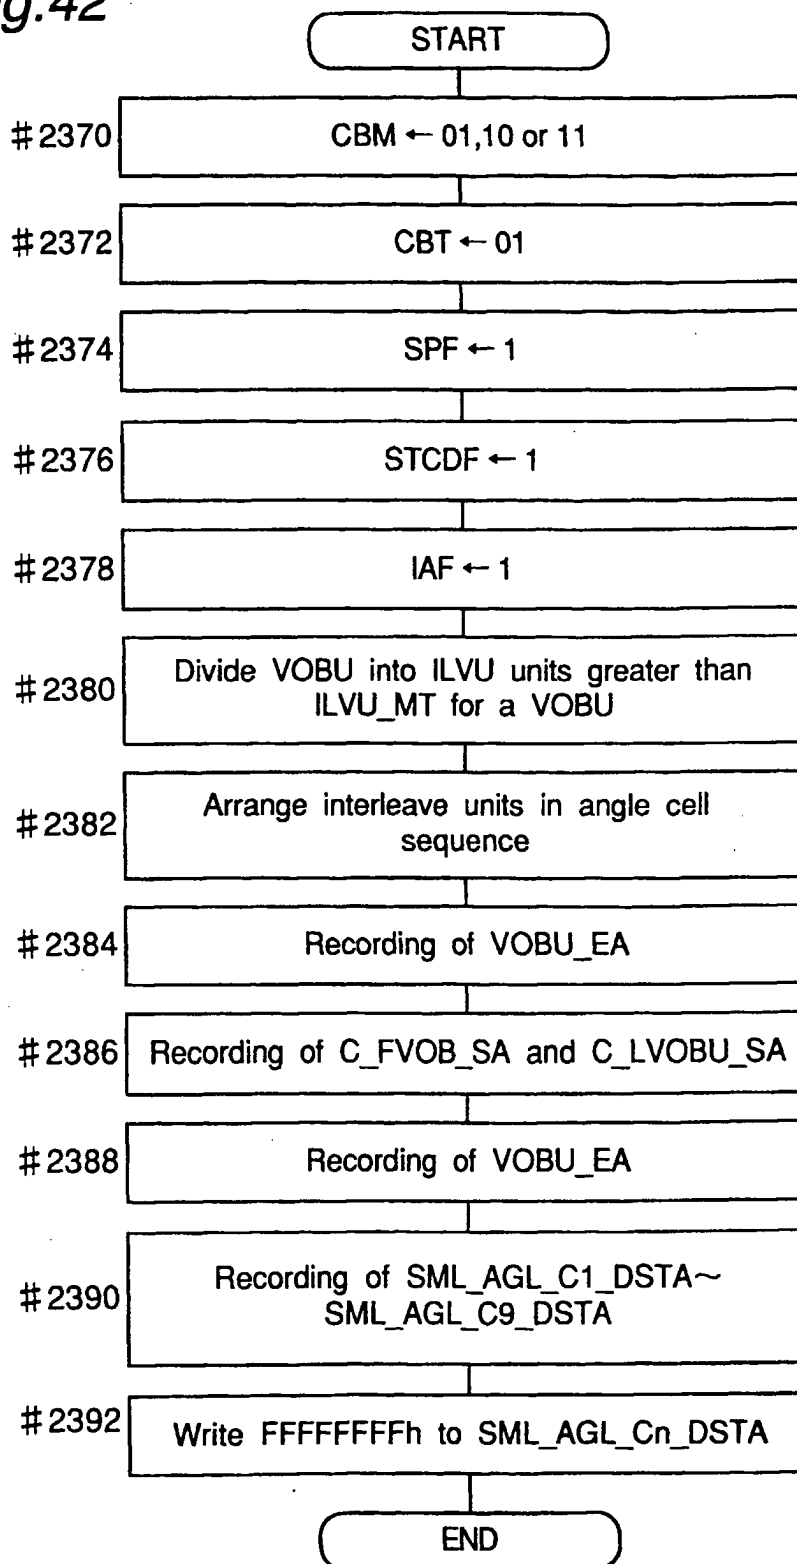 g.42
START
#2370
CBM ← 01,10 or 11
#2372
CBT ← 01
#2374
SPF ← 1
#2376
STCDF ← 1
#2378
IAF ← 1
#2380
Divide VOBU into ILVU units greater than
ILVU_MT for a VOBU
#2382
Arrange interleave units in angle cell
sequence
#2384
Recording of VOBU_EA
#2386
Recording of C_FVOB_SA and C_LVOBU_SA
#2388
Recording of VOBU_EA
#2390
Recording of SML_AGL_C1_DSTA~
SML_AGL_C9_DSTA
#2392
Write FFFFFFFFh to SML_AGL_Cn_DSTA
END